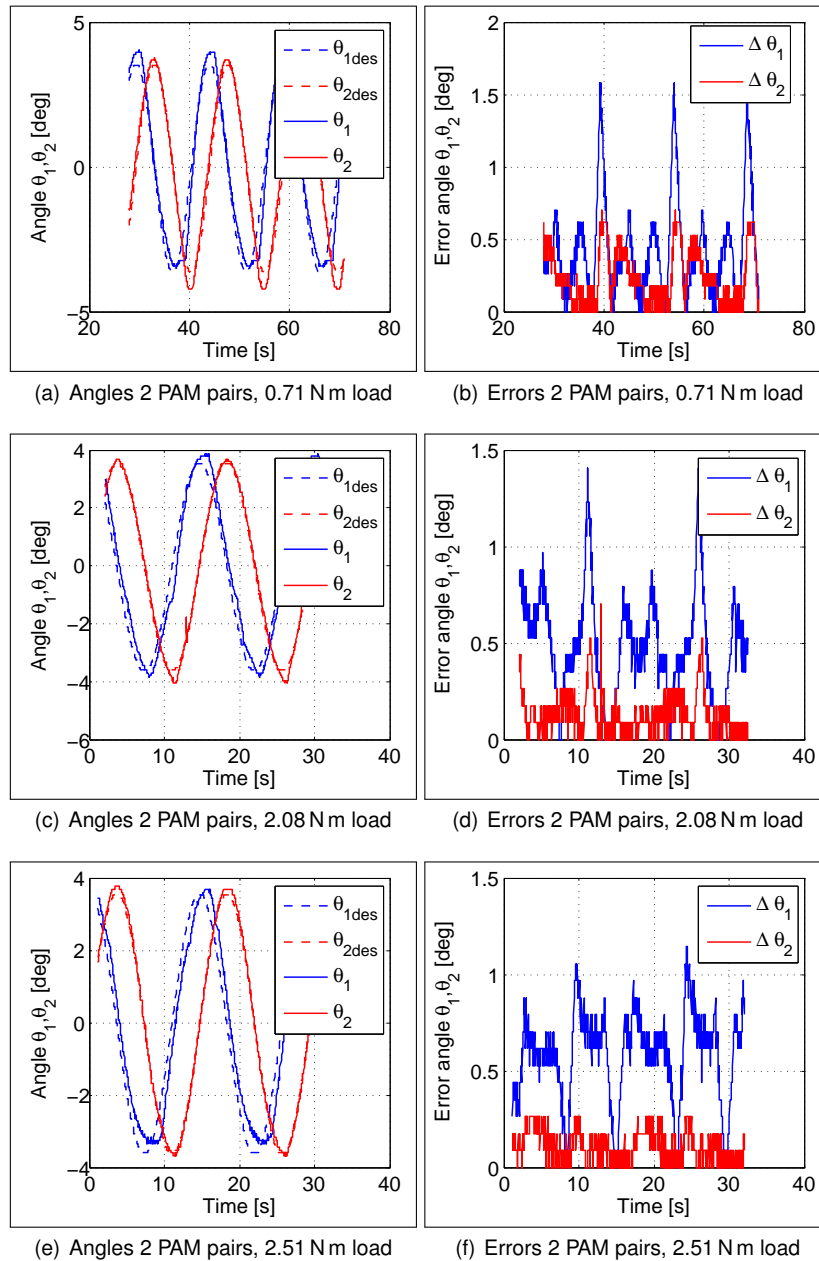 5
0
−5
20 40 60 80
Time [s]
Angle θ1,θ2 [deg]
θ1des
θ2des
θ1
θ2
(a) Angles 2 PAM pairs, 0.71 N m load
2
1.5
1
0.5
0
20 40 60 80
Time [s]
Error angle θ1,θ2 [deg]
Δ θ1
Δ θ2
(b) Errors 2 PAM pairs, 0.71 N m load
4
2
0
−2
−4
−6
0 10 20 30 40
Time [s]
Angle θ1,θ2 [deg]
θ1des
θ2des
θ1
θ2
(c) Angles 2 PAM pairs, 2.08 N m load
1.5
1
0.5
0
0 10 20 30 40
Time [s]
Error angle θ1,θ2 [deg]
Δ θ1
Δ θ2
(d) Errors 2 PAM pairs, 2.08 N m load
4
2
0
−2
−4
0 10 20 30 40
Time [s]
Angle θ1,θ2 [deg]
θ1des
θ2des
θ1
θ2
(e) Angles 2 PAM pairs, 2.51 N m load
1.5
1
0.5
0
0 10 20 30 40
Time [s]
Error angle θ1,θ2 [deg]
Δ θ1
Δ θ2
(f) Errors 2 PAM pairs, 2.51 N m load